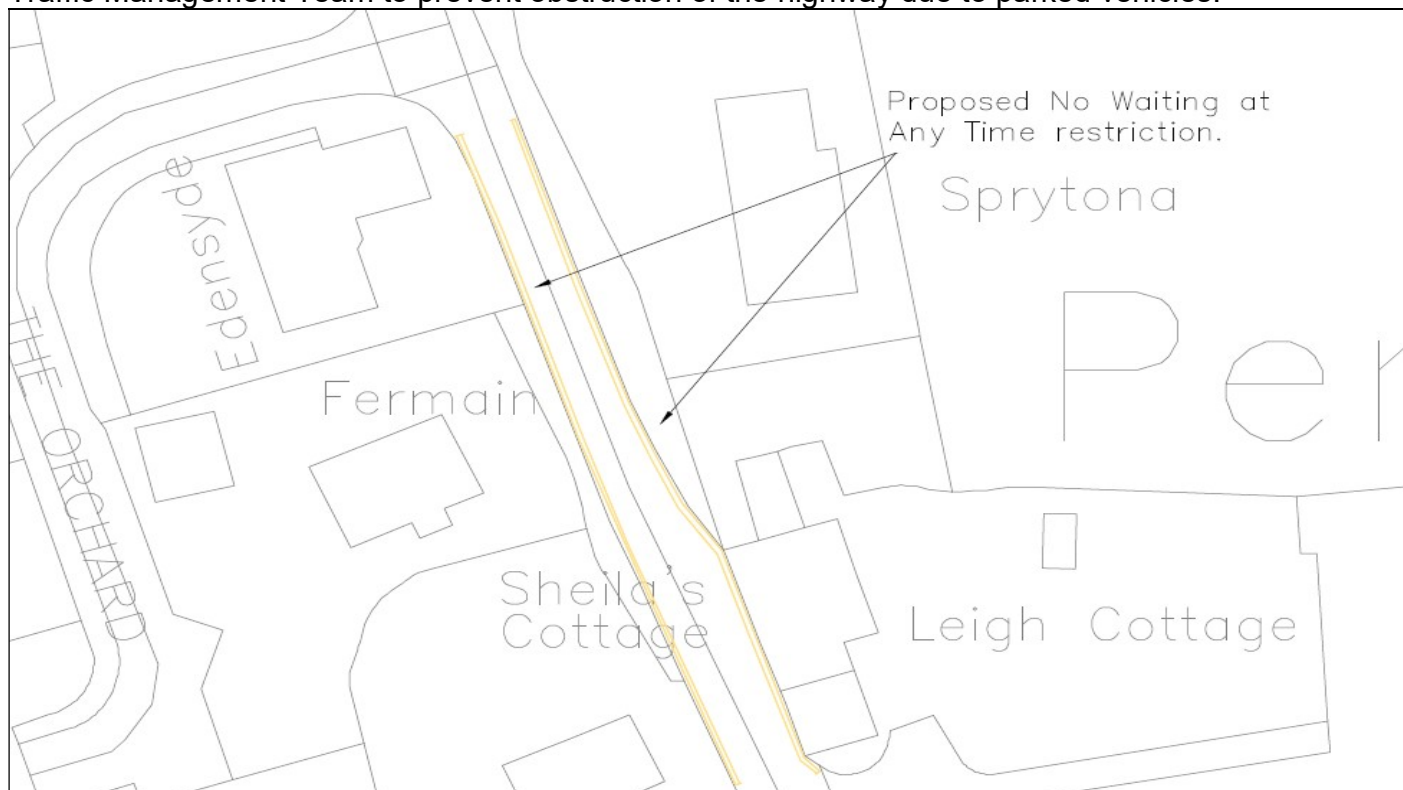 Traffic Management Team to prevent obstruction of the highway due to parked vehicles.
Proposed No Waiting at
Any Time restriction.
Sprytona
Edensyde
Per
THE ORCHARD
Fermain
Sheila's
Cottage
Leigh Cottage